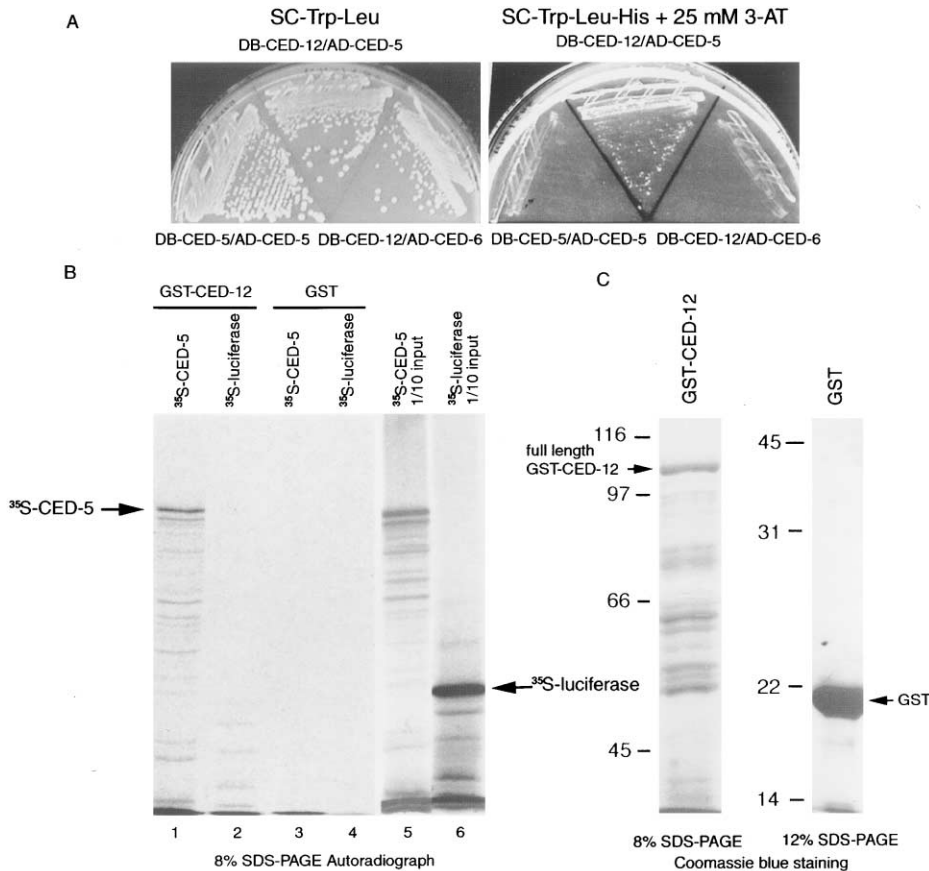 A
SC-Trp-Leu
SC-Trp-Leu-His + 25 mM 3-AT
DB-CED-12/AD-CED-5
DB-CED-12/AD-CED-5
DB-CED-5/AD-CED-5 DB-CED-12/AD-CED-6
DB-CED-5/AD-CED-5 DB-CED-12/AD-CED-6
B
GST-CED-12
GST
³⁵S-CED-5
³⁵S-luciferase
³⁵S-CED-5
³⁵S-luciferase
³⁵S-CED-5
1/10 input
³⁵S-luciferase
1/10 input
³⁵S-CED-5
³⁵S-luciferase
1 2 3 4 5 6
8% SDS-PAGE Autoradiograph
C
GST-CED-12
GST
116
full length
GST-CED-12
97
66
45
45
31
22
GST
14
8% SDS-PAGE
12% SDS-PAGE
Coomassie blue staining